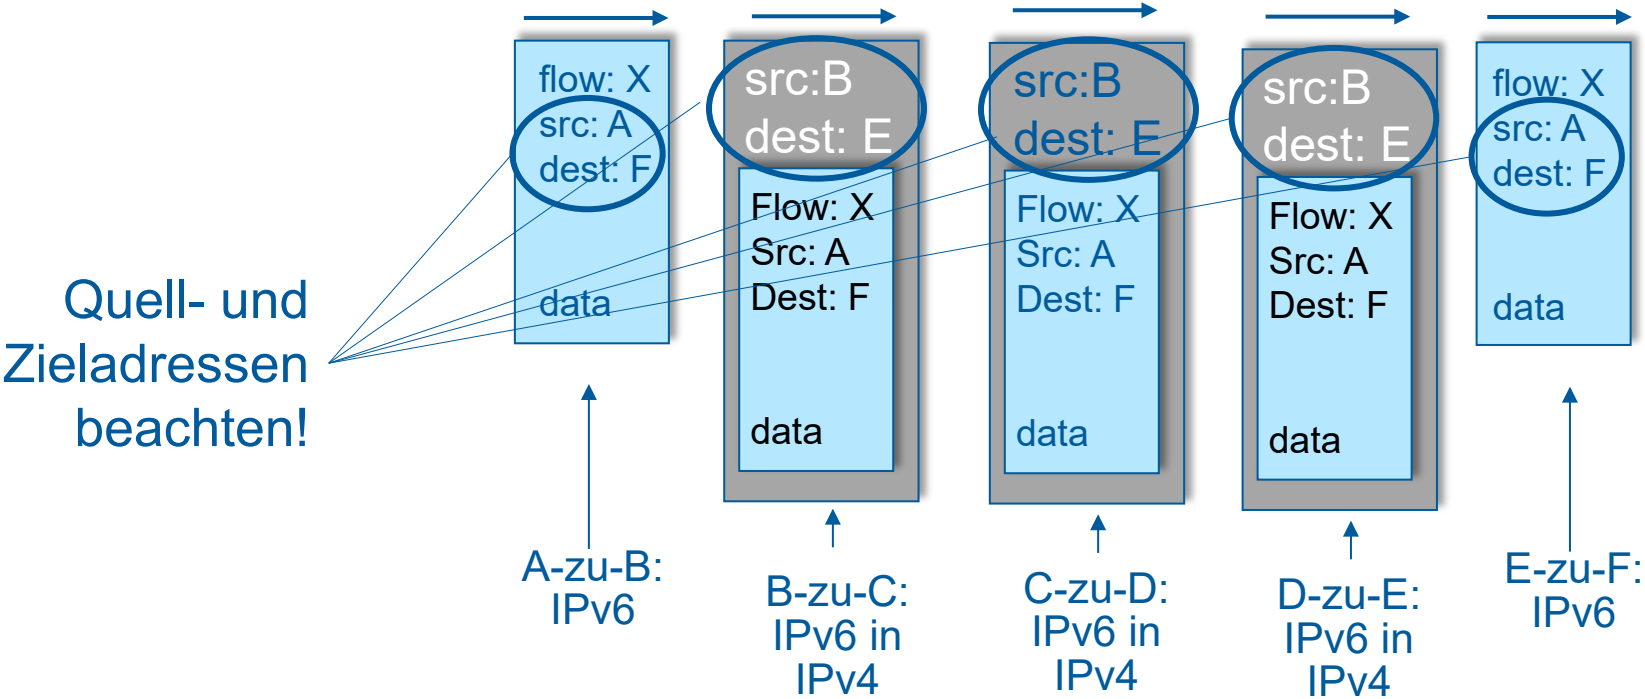 flow: X
src: A
dest: F
data
src:B
dest: E
Flow: X
Src: A
Dest: F
data
src:B
dest: E
Flow: X
Src: A
Dest: F
data
src:B
dest: E
Flow: X
Src: A
Dest: F
data
flow: X
src: A
dest: F
data
Quell- und
Zieladressen
beachten!
A-zu-B:
IPv6
B-zu-C:
IPv6 in
IPv4
C-zu-D:
IPv6 in
IPv4
D-zu-E:
IPv6 in
IPv4
E-zu-F:
IPv6